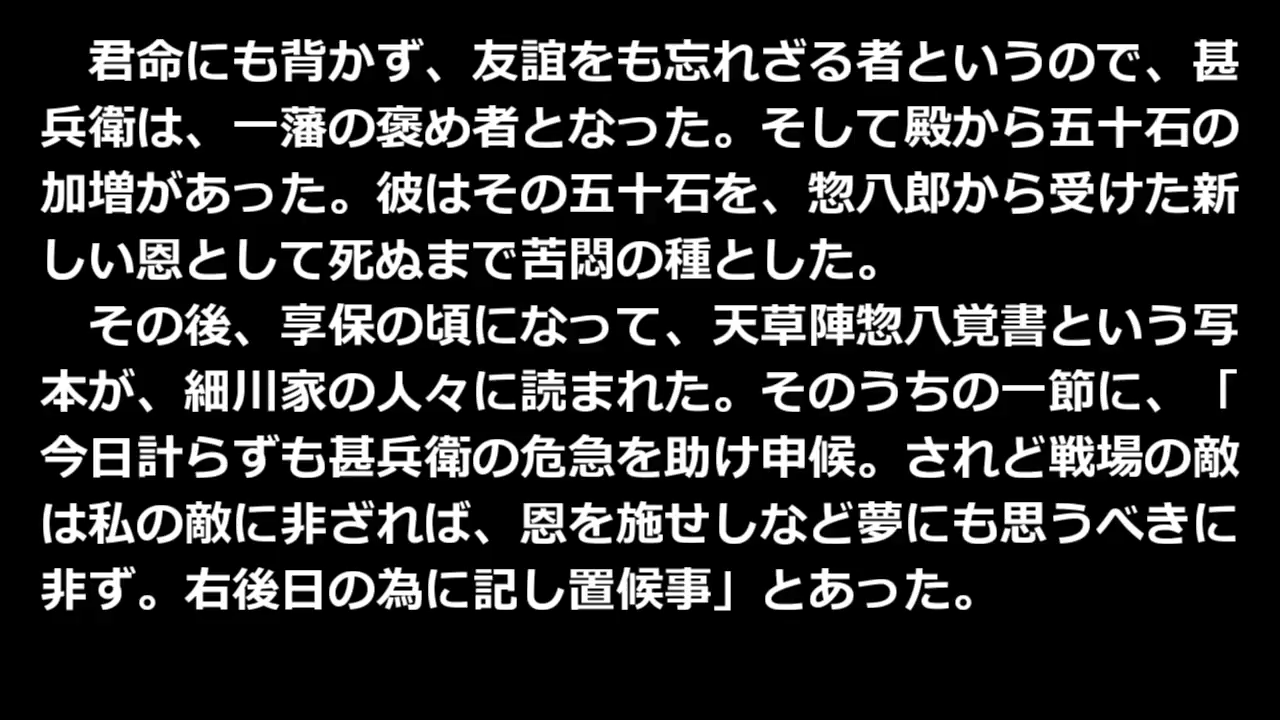 君命にも背かず、友誼をも忘れざる者というので、甚
兵衛は、一藩の褒め者となった。そして殿から五十石の
加増があった。彼はその五十石を、惣八郎から受けた新
しい恩として死ぬまで苦悶の種とした。
　その後、享保の頃になって、天草陣惣八覚書という写
本が、細川家の人々に読まれた。そのうちの一節に、「
今日計らずも甚兵衛の危急を助け申候。されど戦場の敵
は私の敵に非ざれば、恩を施せしなど夢にも思うべきに
非ず。右後日の為に記し置候事」とあった。